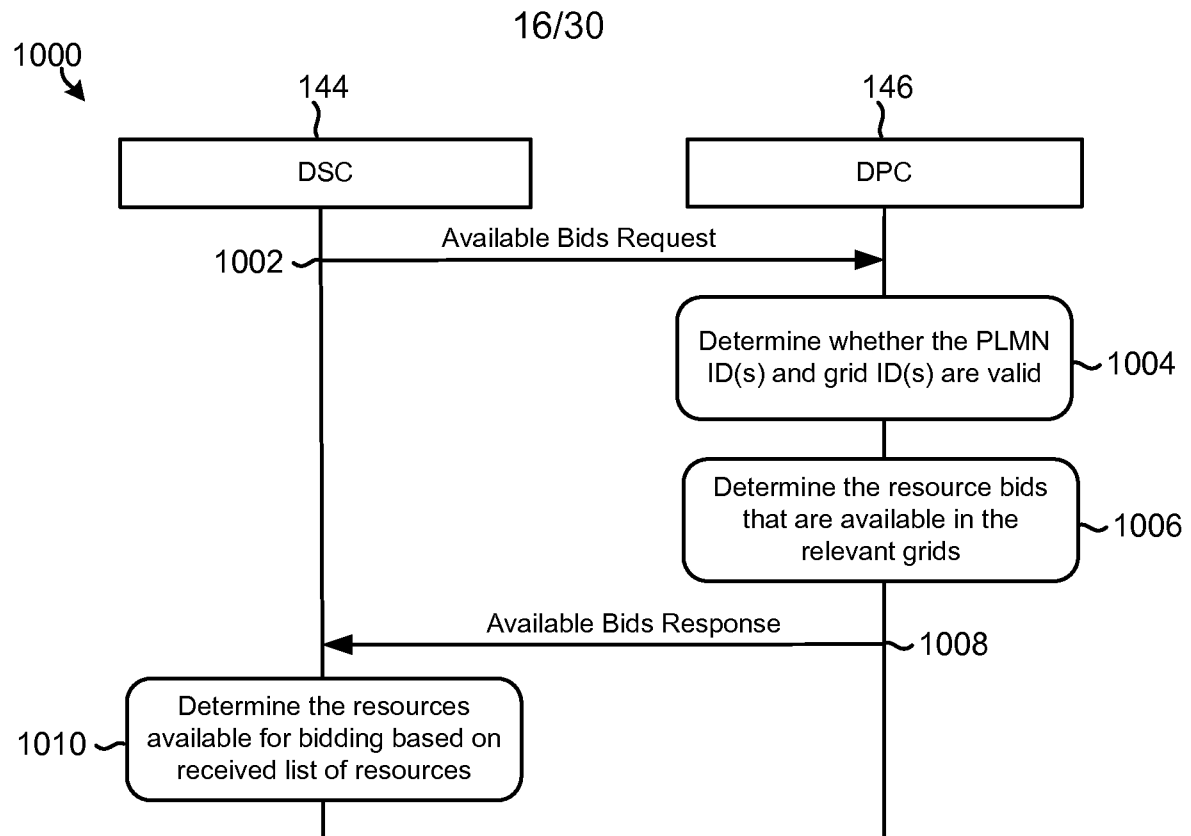 16/30
1000
144
146
DSC
DPC
Available Bids Request
1002
Determine whether the PLMN
ID(s) and grid ID(s) are valid
1004
Determine the resource bids
that are available in the
relevant grids
1006
Available Bids Response
1008
Determine the resources
available for bidding based on
received list of resources
1010